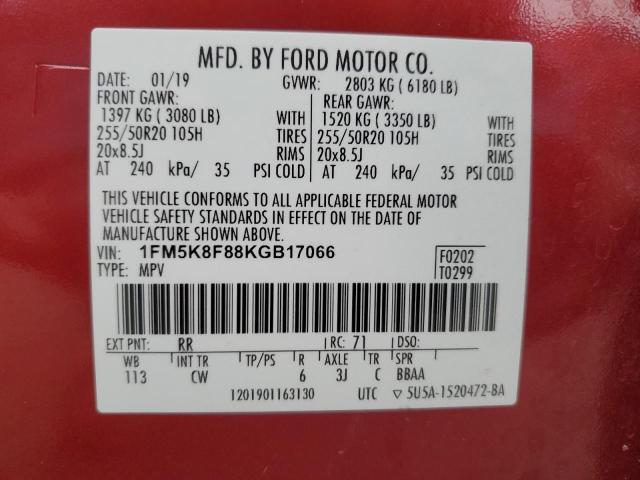 MFD. BY FORD MOTOR CO.
DATE: 01/19 GVWR: 2803 KG ( 6180 LB)
FRONT GAWR: REAR GAWR:
1397 KG ( 3080 LB) WITH 1520 KG ( 3350 LB) WITH
255/50R20 105H TIRES 255/50R20 105H TIRES
20x8.5J RIMS 20x8.5J RIMS
AT 240 kPa/ 35 PSI COLD AT 240 kPa/ 35 PSI COLD
THIS VEHICLE CONFORMS TO ALL APPLICABLE FEDERAL MOTOR
VEHICLE SAFETY STANDARDS IN EFFECT ON THE DATE OF
MANUFACTURE SHOWN ABOVE.
VIN: 1FM5K8F88KGB17066 F0202
TYPE: MPV T0299
EXT PNT: RR RC: 71 DSO:
WB INT TR TP/PS R AXLE TR SPR
113 CW 6 3J C BBAA
1201901163130 UTC ▽ 5U5A-1520472-BA